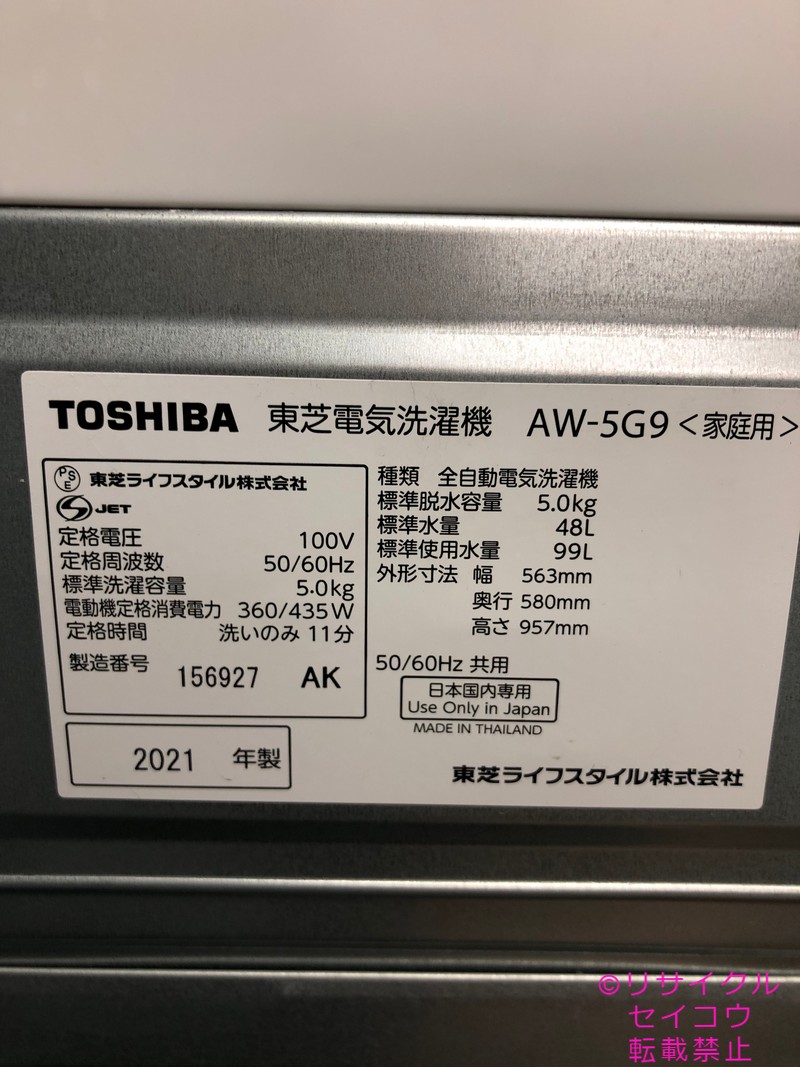 TOSHIBA 東芝電気洗濯機 AW-5G9<家庭用>
PSE 東芝ライフスタイル株式会社
JET
定格電圧 100V
定格周波数 50/60Hz
標準洗濯容量 5.0kg
電動機定格消費電力 360/435W
定格時間 洗いのみ 11分
製造番号 156927 AK
2021 年製
種類 全自動電気洗濯機
標準脱水容量 5.0kg
標準水量 48L
標準使用水量 99L
外形寸法 幅 563mm
奥行 580mm
高さ 957mm
50/60Hz 共用
日本国内専用
Use Only in Japan
MADE IN THAILAND
東芝ライフスタイル株式会社
©リサイクル
セイコウ
転載禁止